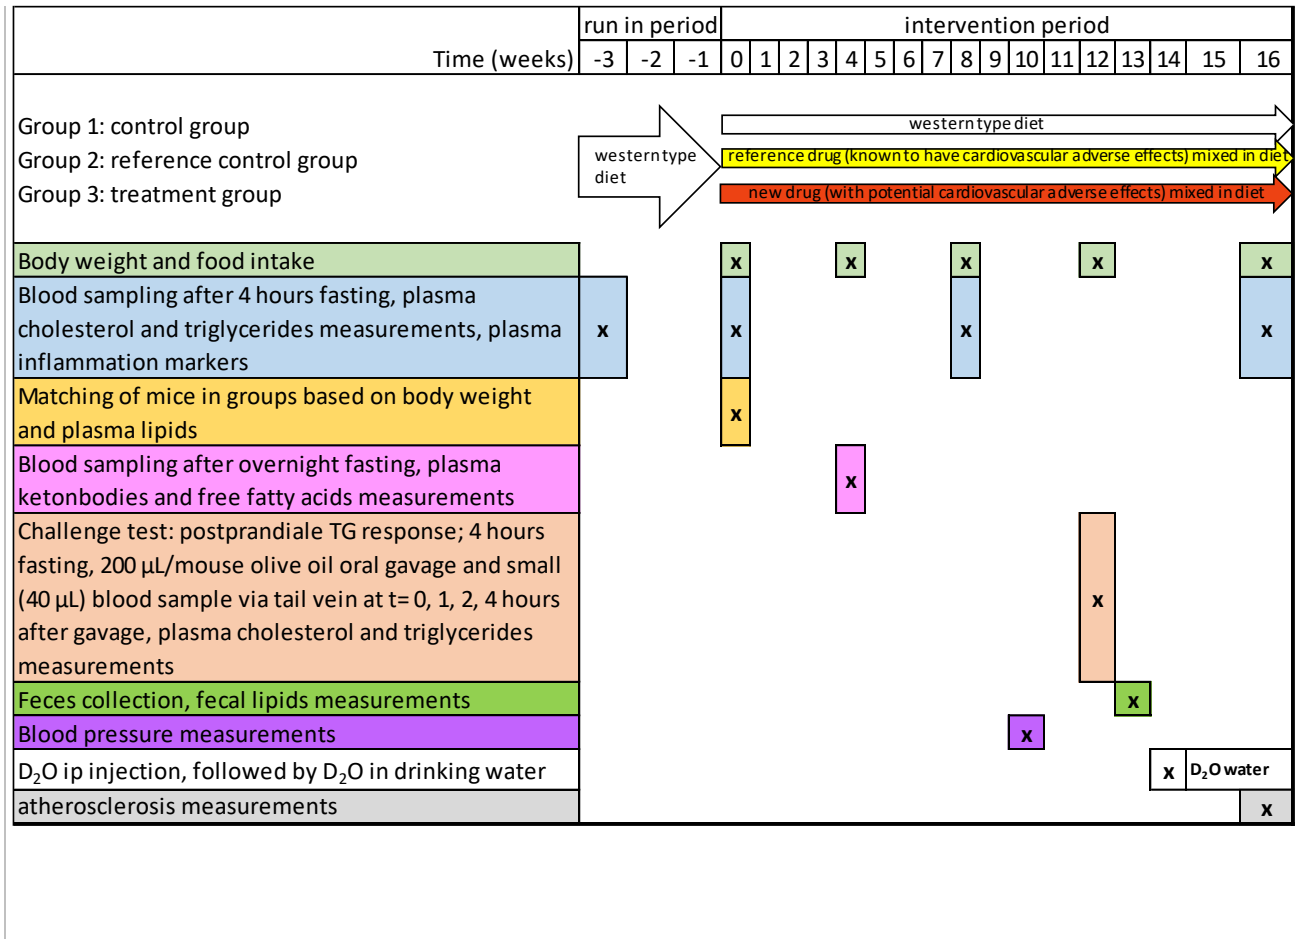 run in period intervention period
Time (weeks) -3 -2 -1 0 1 2 3 4 5 6 7 8 9 10 11 12 13 14 15 16
Group 1: control group
Group 2: reference control group
Group 3: treatment group
western type
diet
western type diet
reference drug (known to have cardiovascular adverse effects) mixed in diet
new drug (with potential cardiovascular adverse effects) mixed in diet
Body weight and food intake x x x x x
Blood sampling after 4 hours fasting, plasma
cholesterol and triglycerides measurements, plasma x x x x
inflammation markers
Matching of mice in groups based on body weight
and plasma lipids x
Blood sampling after overnight fasting, plasma
ketonbodies and free fatty acids measurements x
Challenge test: postprandiale TG response; 4 hours
fasting, 200 µL/mouse olive oil oral gavage and small
(40 µL) blood sample via tail vein at t= 0, 1, 2, 4 hours x
after gavage, plasma cholesterol and triglycerides
measurements
Feces collection, fecal lipids measurements x
Blood pressure measurements x
D₂O ip injection, followed by D₂O in drinking water x D₂O water
atherosclerosis measurements x